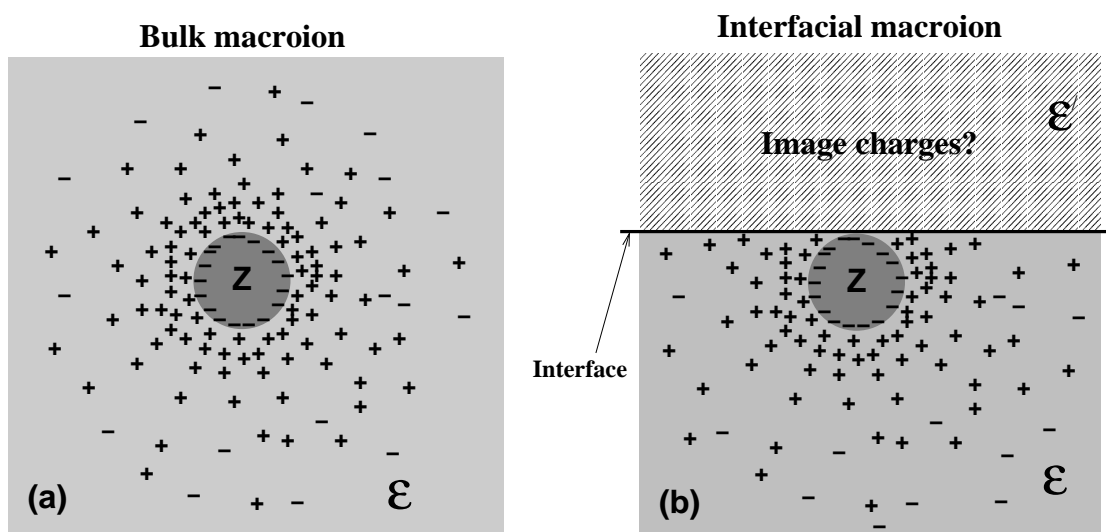 Bulk macroion
Z
(a)
ε
Interfacial macroion
ε′
Image charges?
Z
Interface
(b)
ε